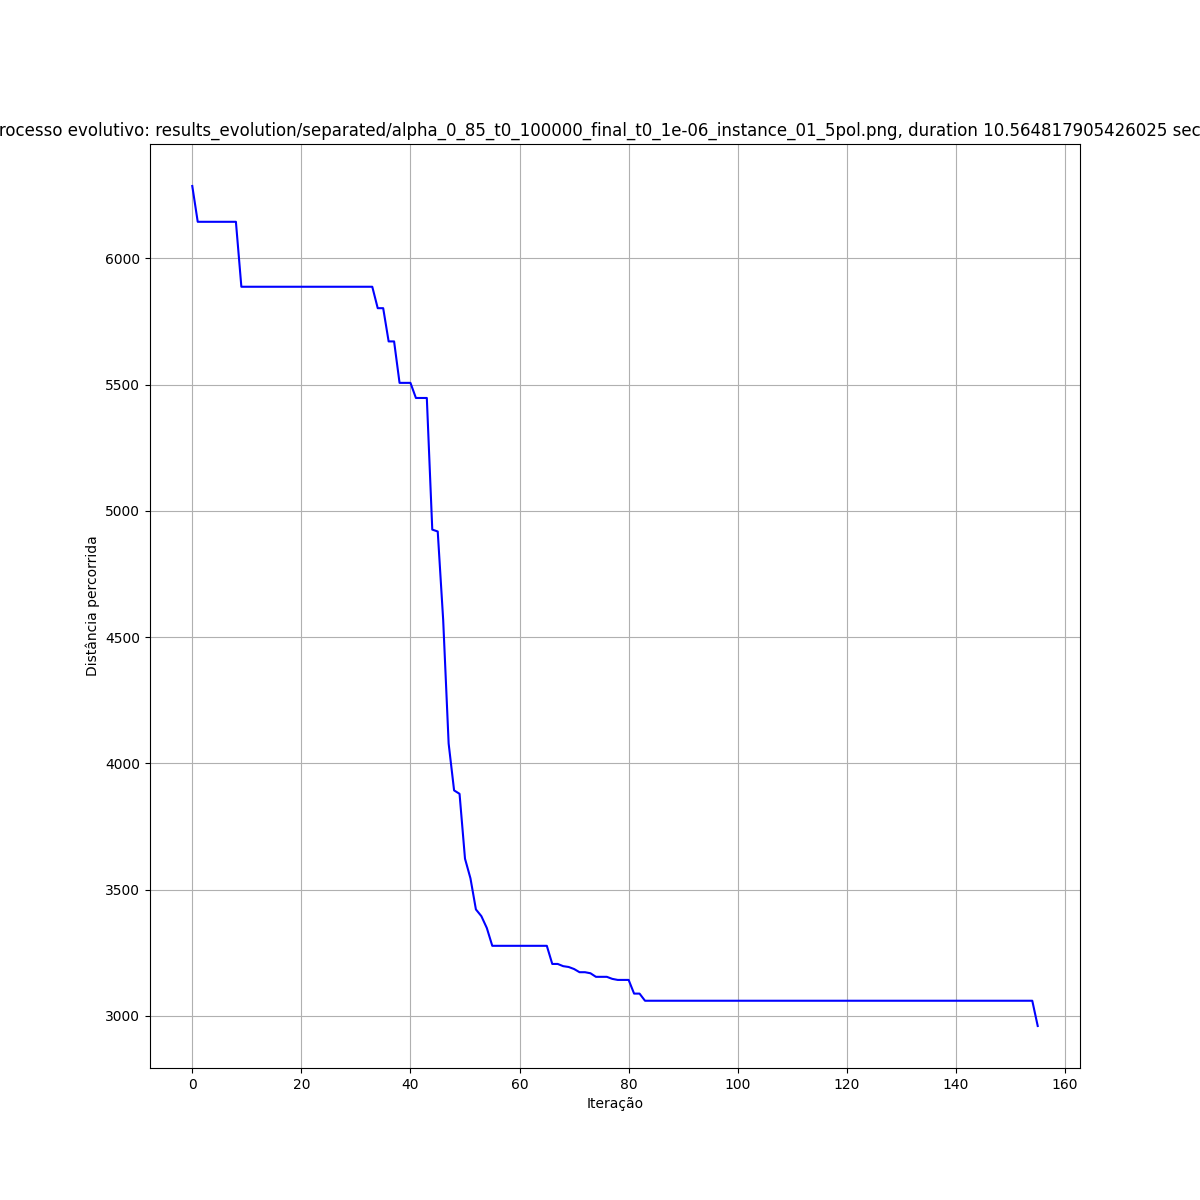 rocesso evolutivo: results_evolution/separated/alpha_0_85_t0_100000_final_t0_1e-06_instance_01_5pol.png, duration 10.564817905426025 sec
6000
5500
5000
4500
4000
3500
3000
Distância percorrida
0 20 40 60 80 100 120 140 160
Iteração